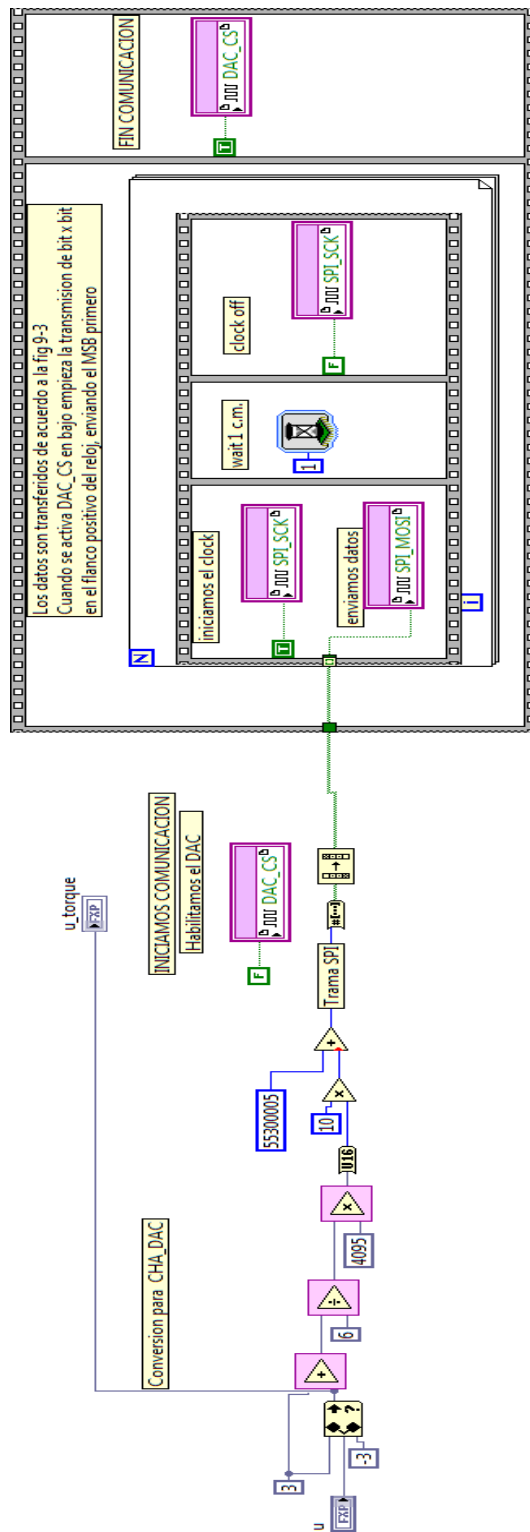 u
FXP
3
-3
u_torque
FXP
Conversion para CHA_DAC
6
4095
U16
10
55300005
Trama SPI
#[...]
INICIAMOS COMUNICACION
Habilitamos el DAC
F
DAC_CS
Los datos son transferidos de acuerdo a la fig 9-3
Cuando se activa DAC_CS en bajo empieza la transmision de bit x bit
en el flanco positivo del reloj, enviando el MSB primero
N
iniciamos el clock
T
SPI_SCK
enviamos datos
SPI_MOSI
wait 1 c.m.
1
clock off
F
SPI_SCK
i
FIN COMUNICACION
T
DAC_CS